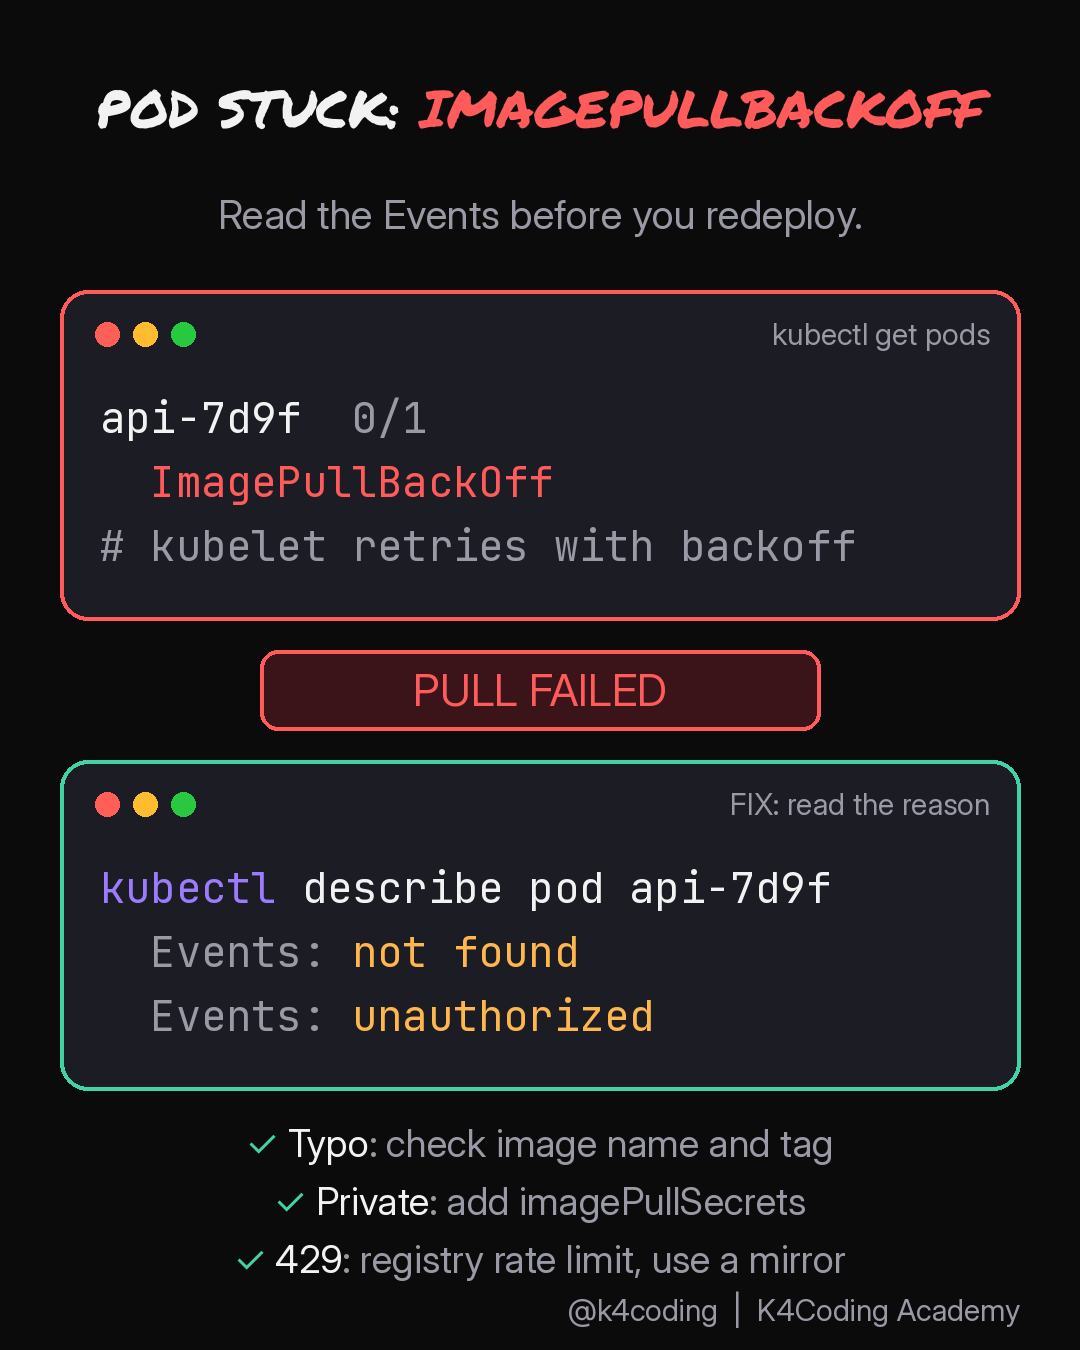 POD STUCK: IMAGEPULLBACKOFF
Read the Events before you redeploy.
kubectl get pods
api-7d9f  0/1
ImagePullBackOff
# kubelet retries with backoff
PULL FAILED
FIX: read the reason
kubectl describe pod api-7d9f
Events: not found
Events: unauthorized
✓ Typo: check image name and tag
✓ Private: add imagePullSecrets
✓ 429: registry rate limit, use a mirror
@k4coding | K4Coding Academy